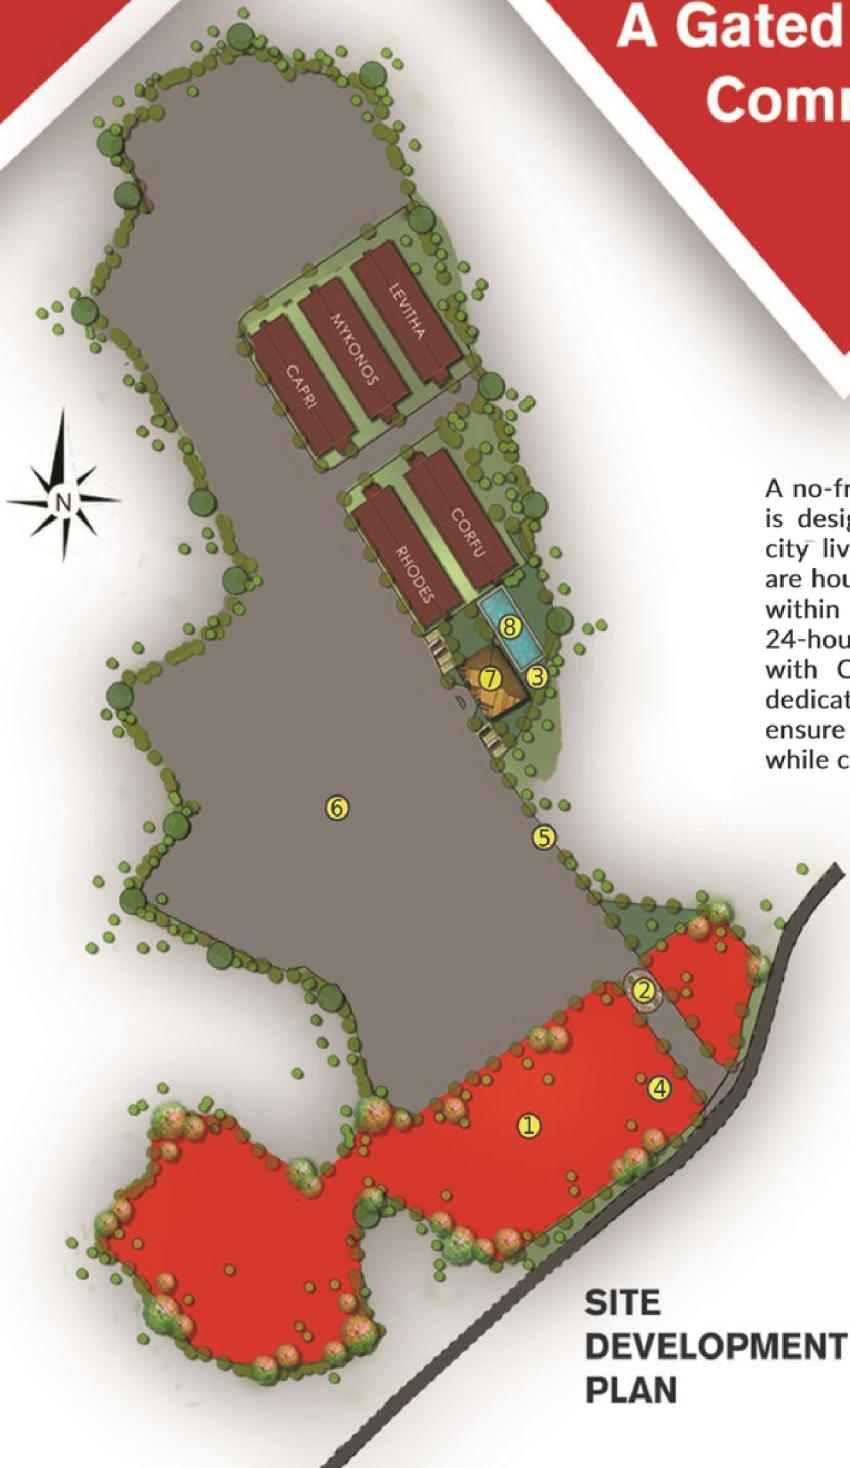 A Gated
Comm
LEVITHA
MYKONOS
CAPRI
N
A no-fr
is desig
city liv
are hou
within
24-hou
with C
dedicat
ensure
while c
CORFU
RHODES
8
7
3
6
5
2
4
1
SITE
DEVELOPMENT
PLAN